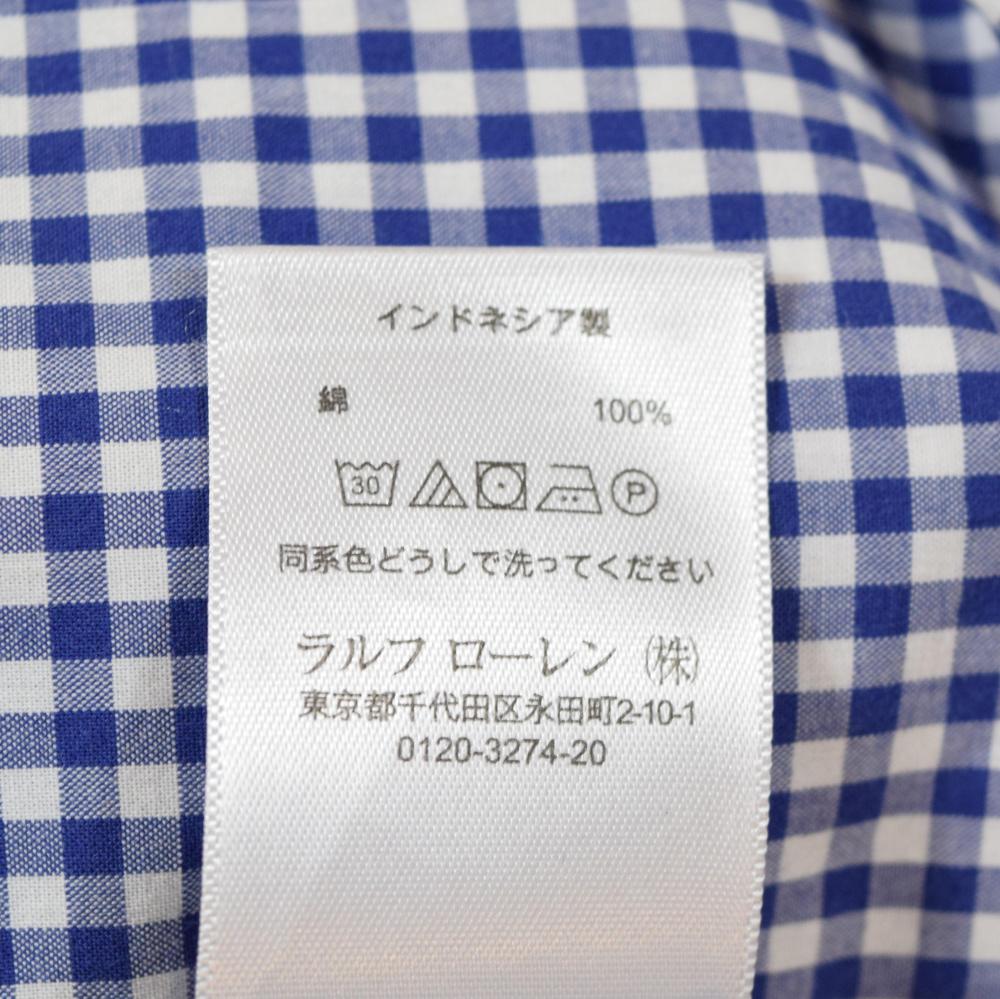 インドネシア製
綿 100%
30 P
同系色どうしで洗ってください
ラルフ ローレン (株)
東京都千代田区永田町2-10-1
0120-3274-20